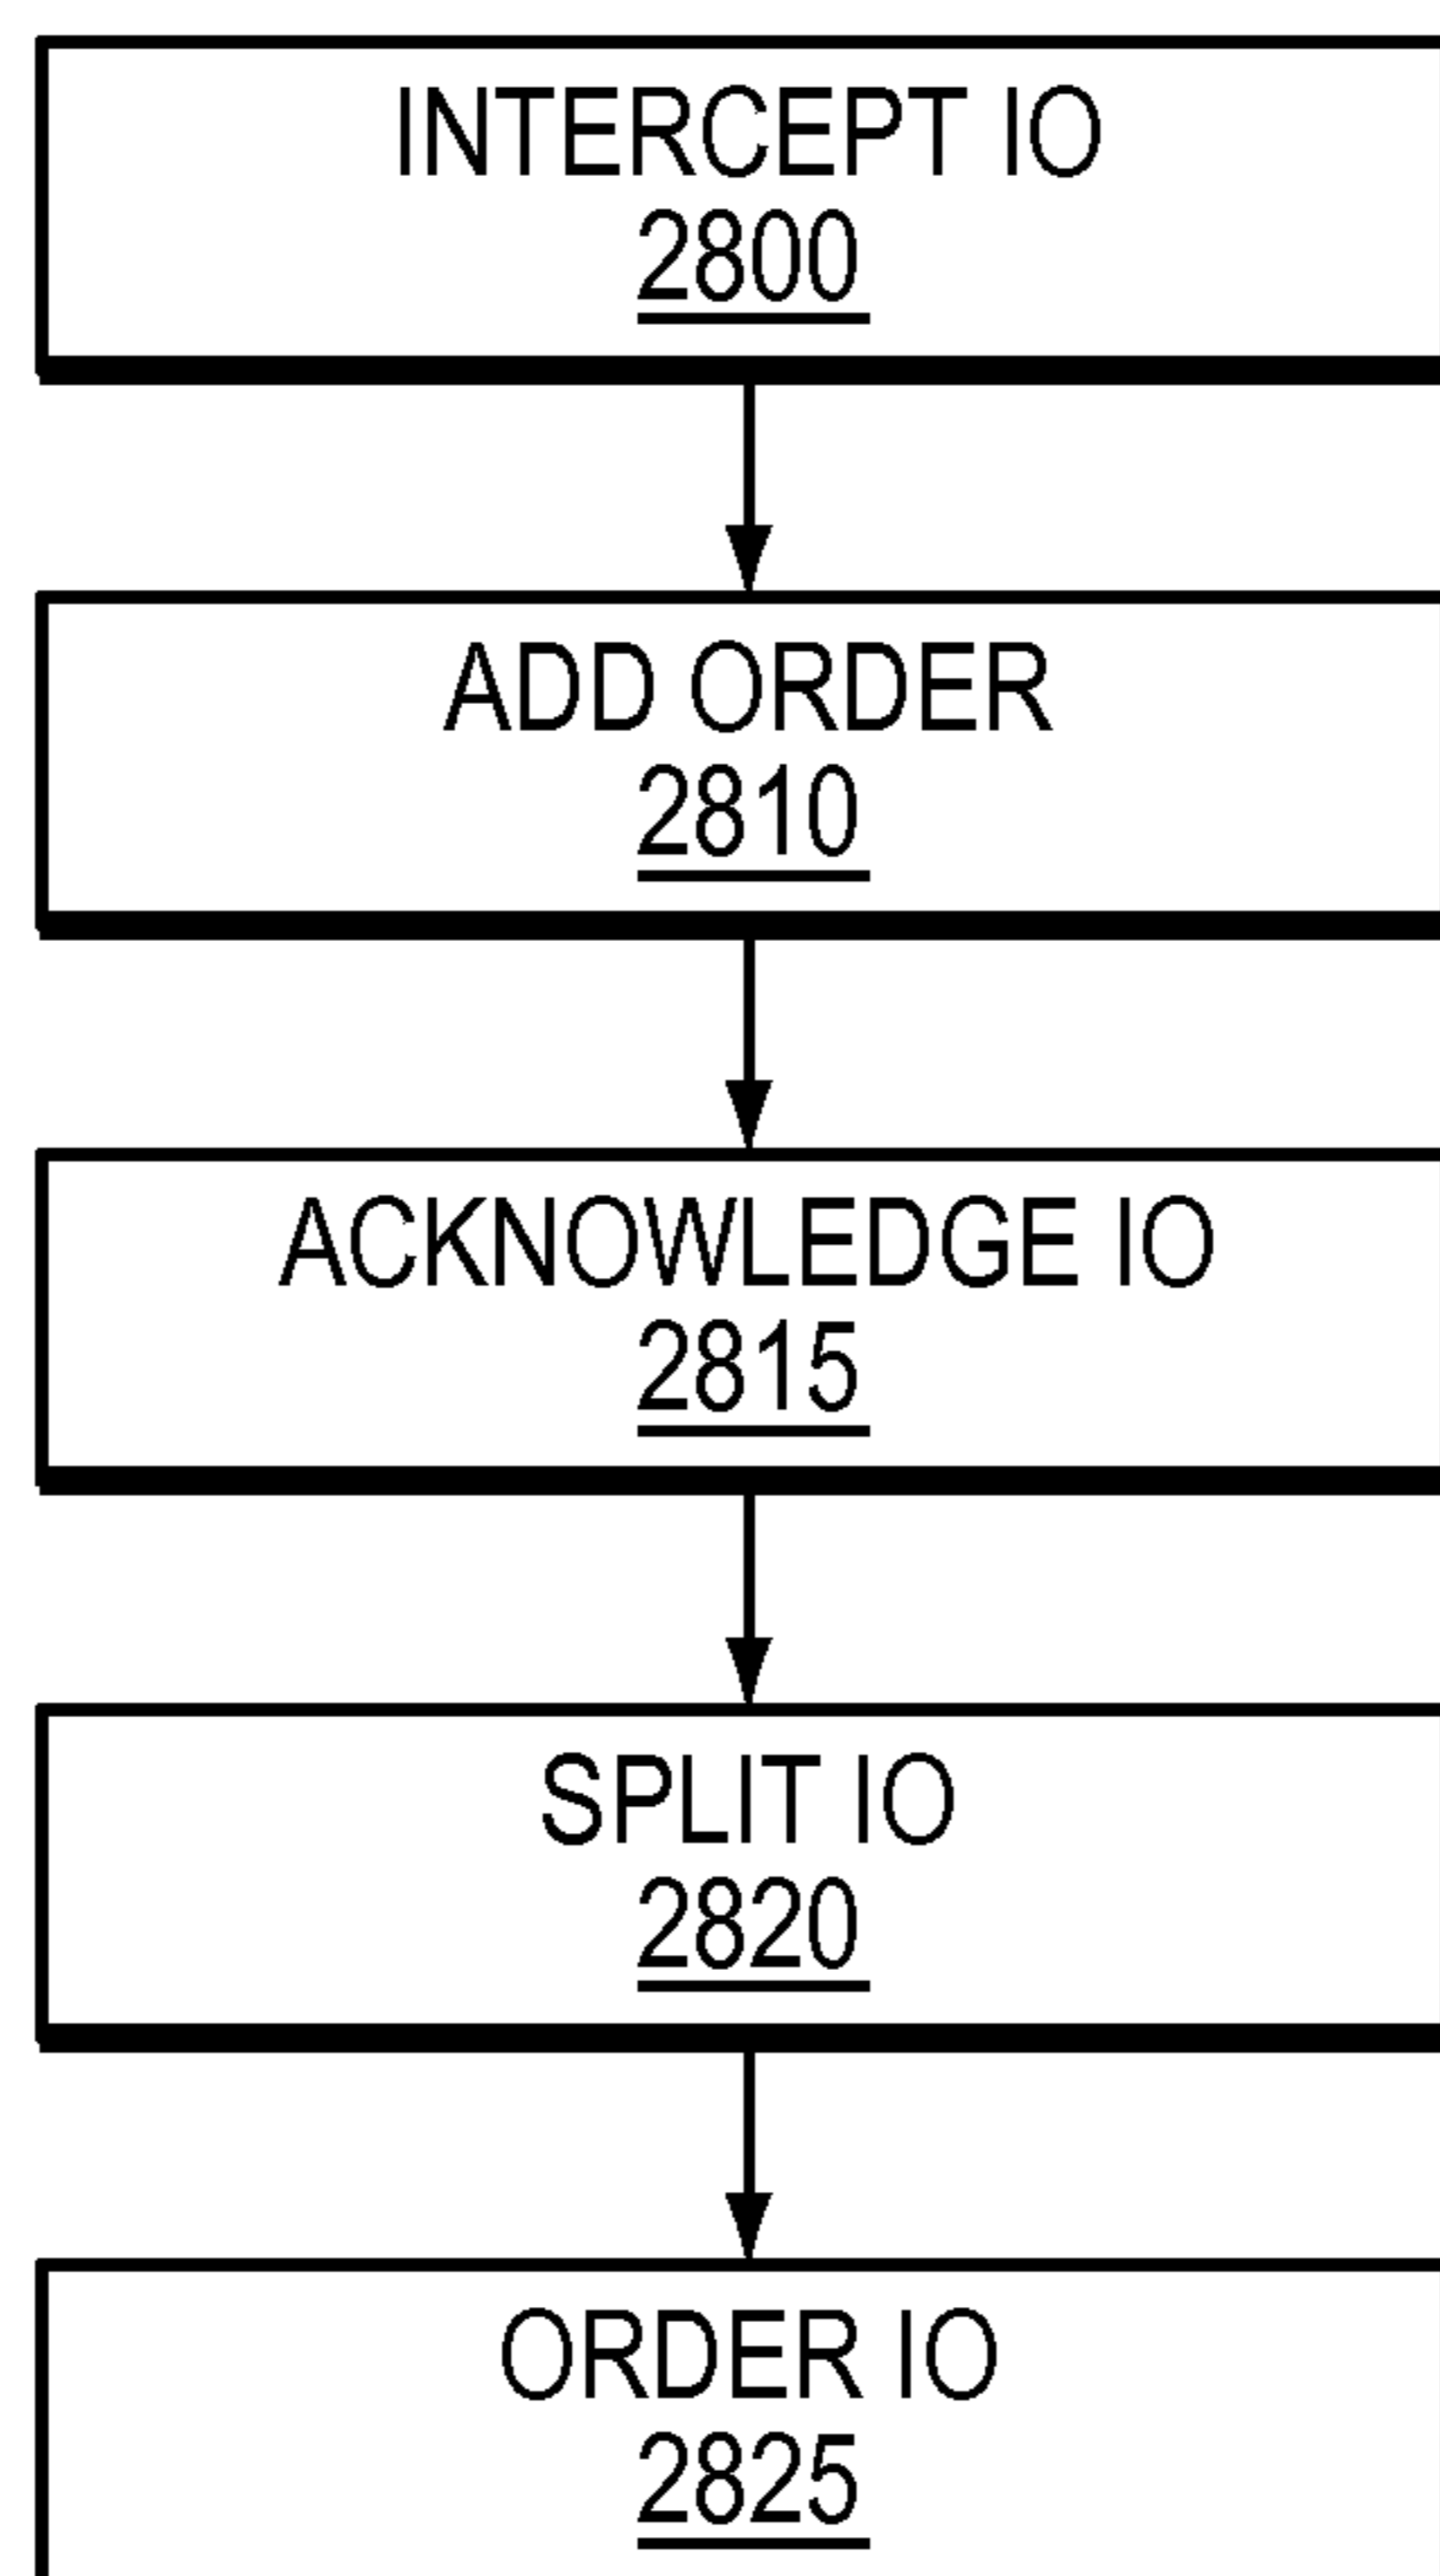 INTERCEPT IO
2800
ADD ORDER
2810
ACKNOWLEDGE IO
2815
SPLIT IO
2820
ORDER IO
2825